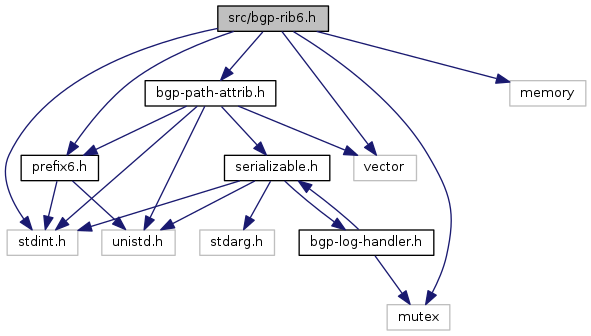 src/bgp-rib6.h
bgp-path-attrib.h
memory
prefix6.h
serializable.h
vector
stdint.h
unistd.h
stdarg.h
bgp-log-handler.h
mutex